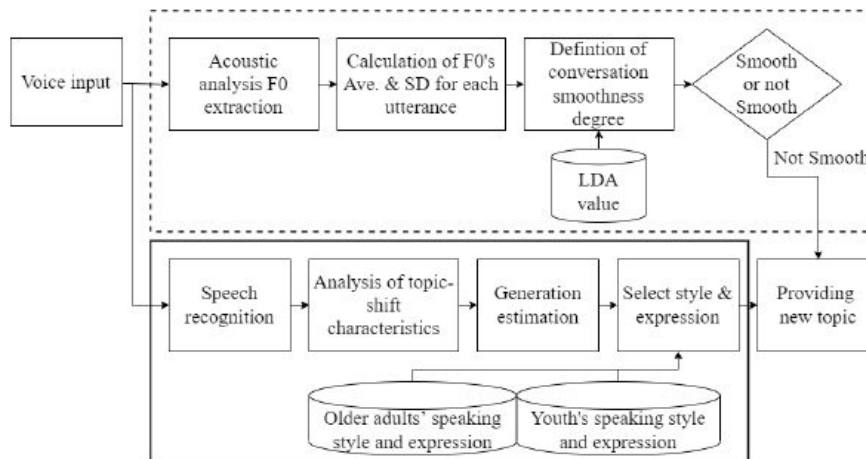 Voice input
Acoustic
analysis F0
extraction
Calculation of F0's
Ave. & SD for each
utterance
Defintion of
conversation
smoothness
degree
Smooth
or not
Smooth
LDA
value
Not Smooth
Speech
recognition
Analysis of topic-
shift
characteristics
Generation
estimation
Select style &
expression
Providing
new topic
Older adults' speaking
style and expression
Youth's speaking style
and expression